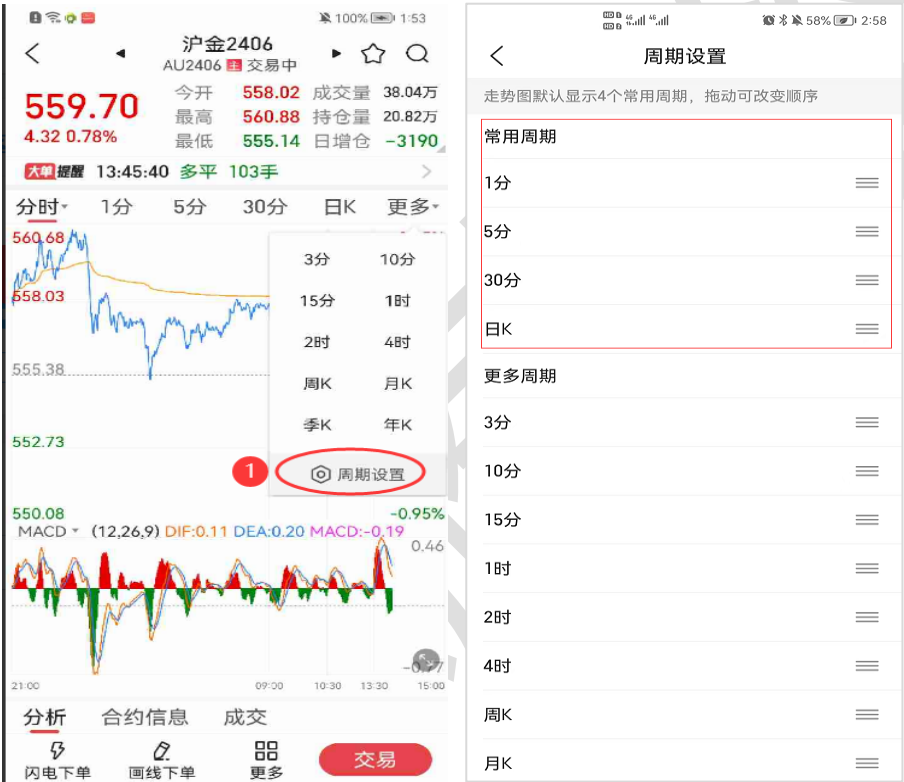 100% 1:53
沪金2406
AU2406 主 交易中
559.70
4.32 0.78%
今开 558.02 成交量 38.04万
最高 560.88 持仓量 20.82万
最低 555.14 日增仓 -3190
大单提醒 13:45:40 多平 103手
分时 1分 5分 30分 日K 更多
560.68
558.03
555.38
552.73
550.08
-0.95%
3分 10分
15分 1时
2时 4时
周K 月K
季K 年K
1 周期设置
MACD (12,26,9) DIF:0.11 DEA:0.20 MACD:-0.19
0.46
-0.77
21:00 09:00 10:30 13:30 15:00
分析 合约信息 成交
闪电下单 画线下单 更多 交易
58% 2:58
周期设置
走势图默认显示4个常用周期，拖动可改变顺序
常用周期
1分
5分
30分
日K
更多周期
3分
10分
15分
1时
2时
4时
周K
月K